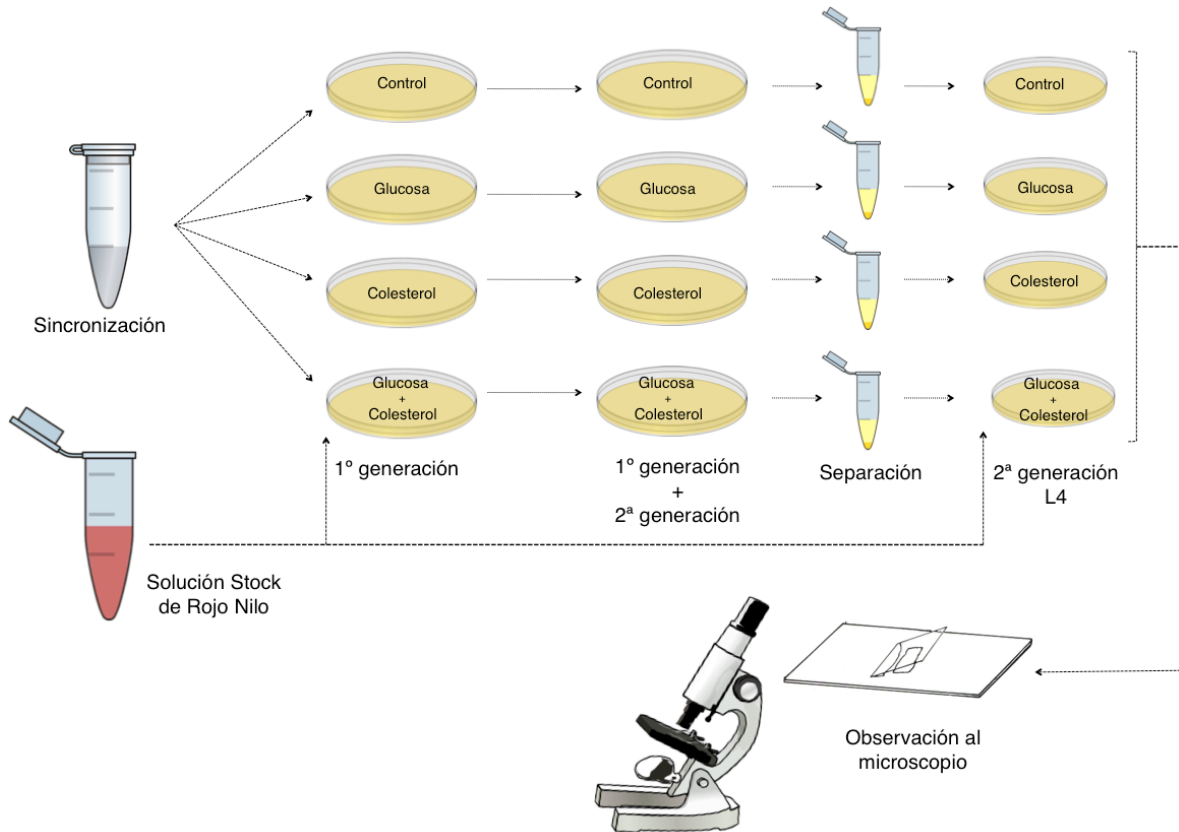 Control
Control
Control
Glucosa
Glucosa
Glucosa
Colesterol
Colesterol
Colesterol
Sincronización
Glucosa
+
Colesterol
Glucosa
+
Colesterol
Glucosa
+
Colesterol
1º generación
1º generación
+
2ª generación
Separación
2ª generación
L4
Solución Stock
de Rojo Nilo
Observación al
microscopio